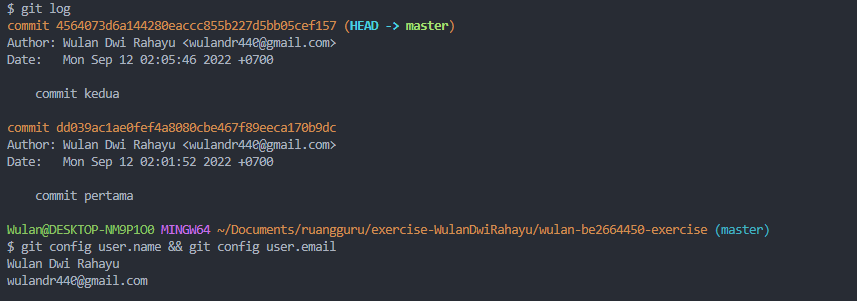 $ git log
commit 4564073d6a144280eaccc855b227d5bb05cef157 (HEAD -> master)
Author: Wulan Dwi Rahayu <wulandr440@gmail.com>
Date:   Mon Sep 12 02:05:46 2022 +0700
commit kedua
commit dd039ac1ae0fef4a8080cbe467f89eeca170b9dc
Author: Wulan Dwi Rahayu <wulandr440@gmail.com>
Date:   Mon Sep 12 02:01:52 2022 +0700
commit pertama
Wulan@DESKTOP-NM9P1O0 MINGW64 ~/Documents/ruangguru/exercise-WulanDwiRahayu/wulan-be2664450-exercise (master)
$ git config user.name && git config user.email
Wulan Dwi Rahayu
wulandr440@gmail.com